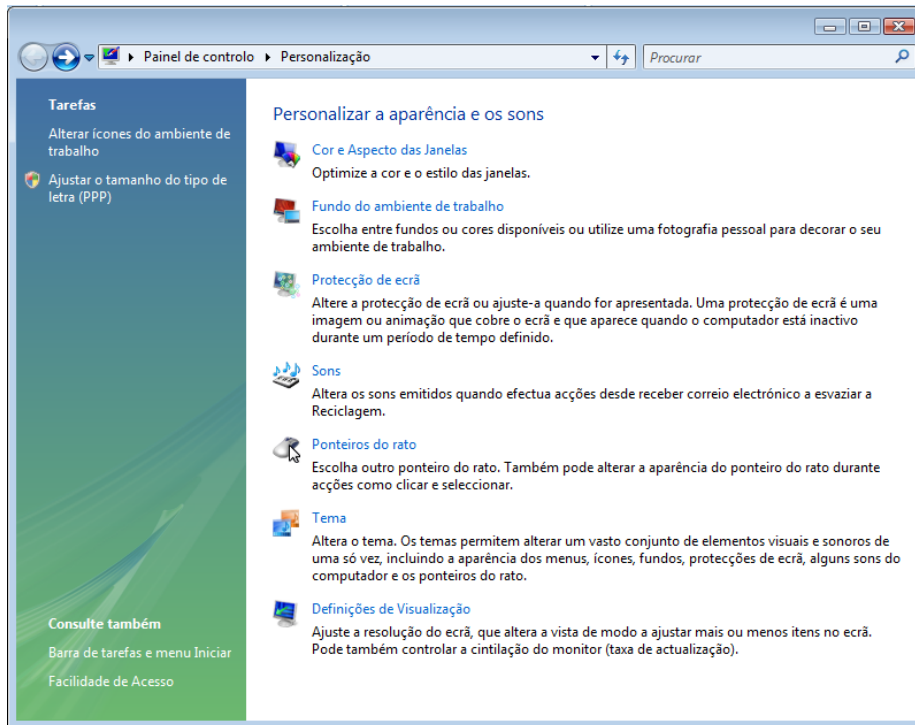 Painel de controlo
Personalização
Procurar
Tarefas
Alterar ícones do ambiente de
trabalho
Ajustar o tamanho do tipo de
letra (PPP)
Personalizar a aparência e os sons
Cor e Aspecto das Janelas
Optimize a cor e o estilo das janelas.
Fundo do ambiente de trabalho
Escolha entre fundos ou cores disponíveis ou utilize uma fotografia pessoal para decorar o seu
ambiente de trabalho.
Protecção de ecrã
Altere a protecção de ecrã ou ajuste-a quando for apresentada. Uma protecção de ecrã é uma
imagem ou animação que cobre o ecrã e que aparece quando o computador está inactivo
durante um período de tempo definido.
Sons
Altera os sons emitidos quando efectua acções desde receber correio electrónico a esvaziar a
Reciclagem.
Ponteiros do rato
Escolha outro ponteiro do rato. Também pode alterar a aparência do ponteiro do rato durante
acções como clicar e seleccionar.
Tema
Altera o tema. Os temas permitem alterar um vasto conjunto de elementos visuais e sonoros de
uma só vez, incluindo a aparência dos menus, ícones, fundos, protecções de ecrã, alguns sons do
computador e os ponteiros do rato.
Definições de Visualização
Ajuste a resolução do ecrã, que altera a vista de modo a ajustar mais ou menos itens no ecrã.
Pode também controlar a cintilação do monitor (taxa de actualização).
Consulte também
Barra de tarefas e menu Iniciar
Facilidade de Acesso